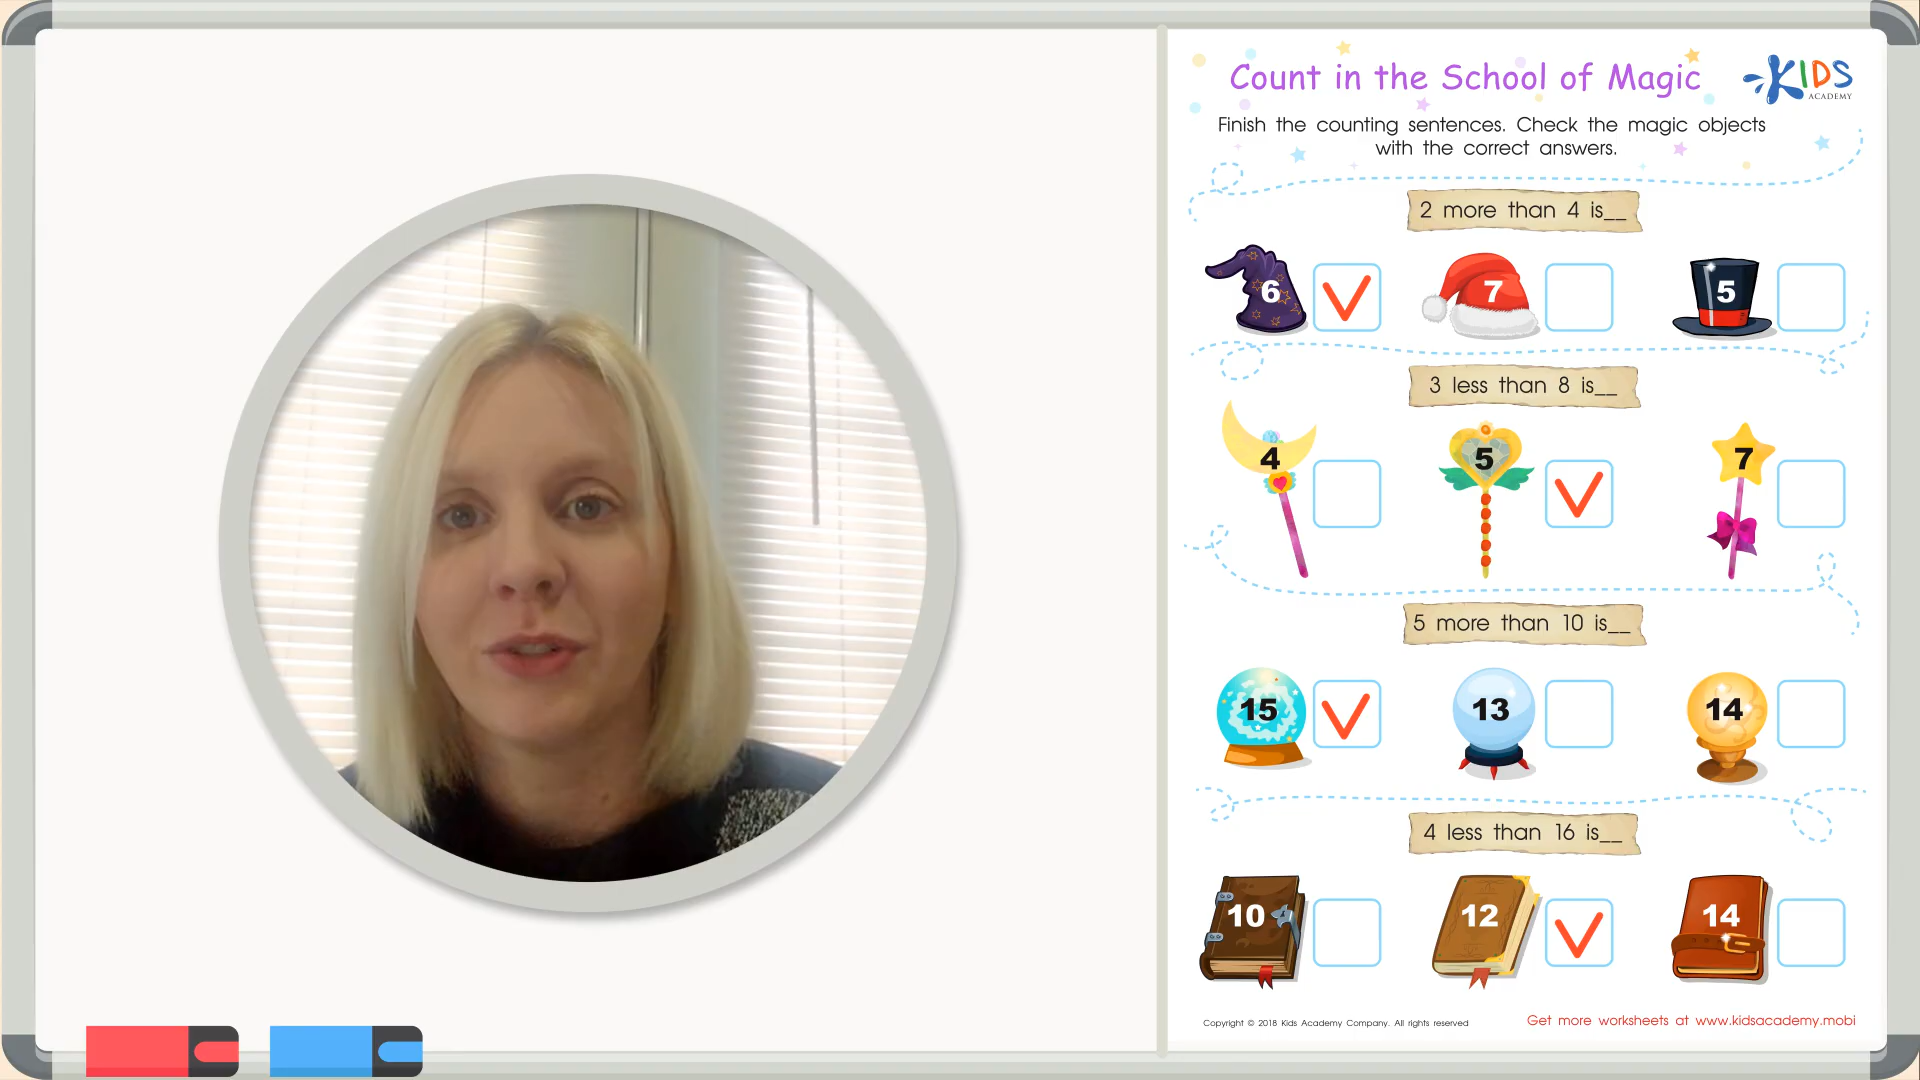 Count in the School of Magic
KIDS
ACADEMY
Finish the counting sentences. Check the magic objects
with the correct answers.
2 more than 4 is__
6
7
5
3 less than 8 is__
4
5
7
5 more than 10 is__
15
13
14
4 less than 16 is__
10
12
14
Copyright © 2018 Kids Academy Company. All rights reserved
Get more worksheets at www.kidsacademy.mobi